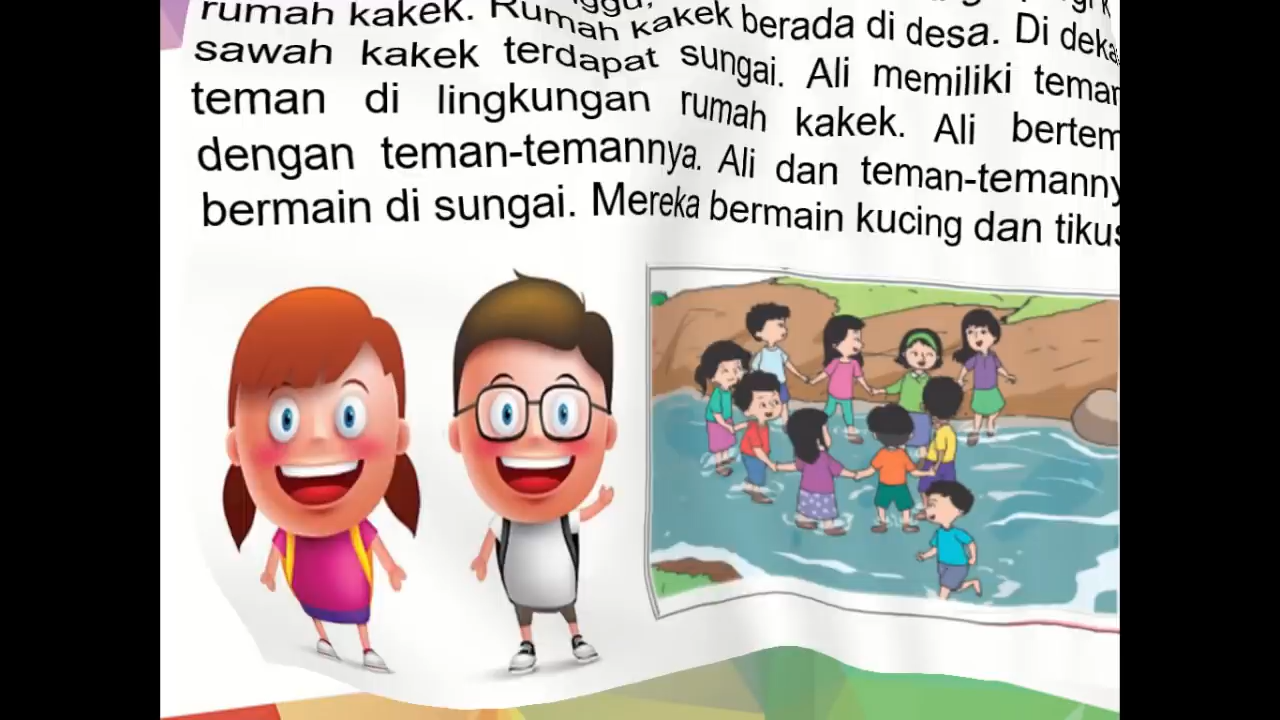 rumah kakek. Rumah kakek berada di desa. Di deka
sawah kakek terdapat sungai. Ali memiliki teman
teman di lingkungan rumah kakek. Ali bertem
dengan teman-temannya. Ali dan teman-temanny
bermain di sungai. Mereka bermain kucing dan tikus